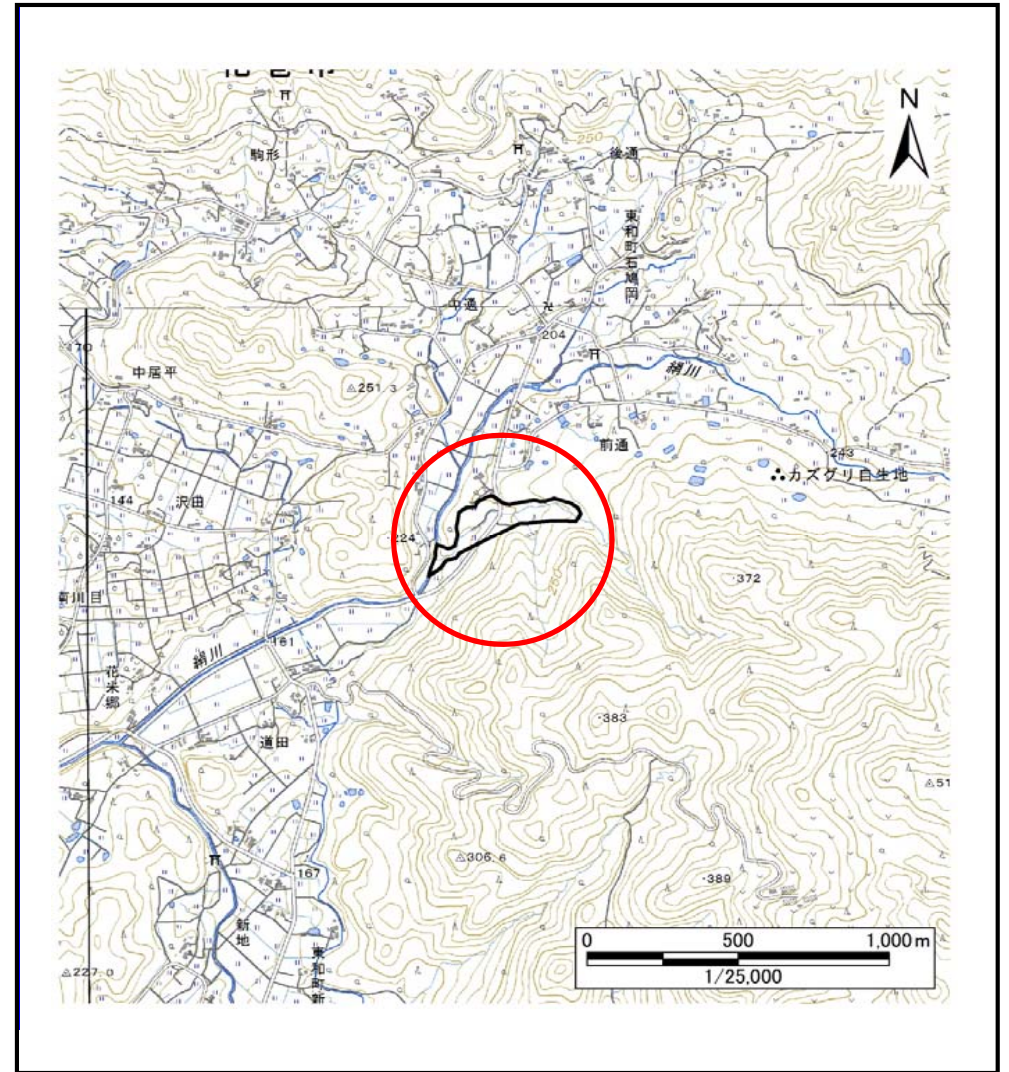 N
駒形
250
後通
東和町石鳩岡
中通
204
170
中居平
251.3
絹川
前通
243
カズグリ自生地
144
沢田
224
250
372
161
絹川
花米郷
383
道田
306.6
389
167
新地
東和町新
227.0
0 500 1,000m
1/25,000